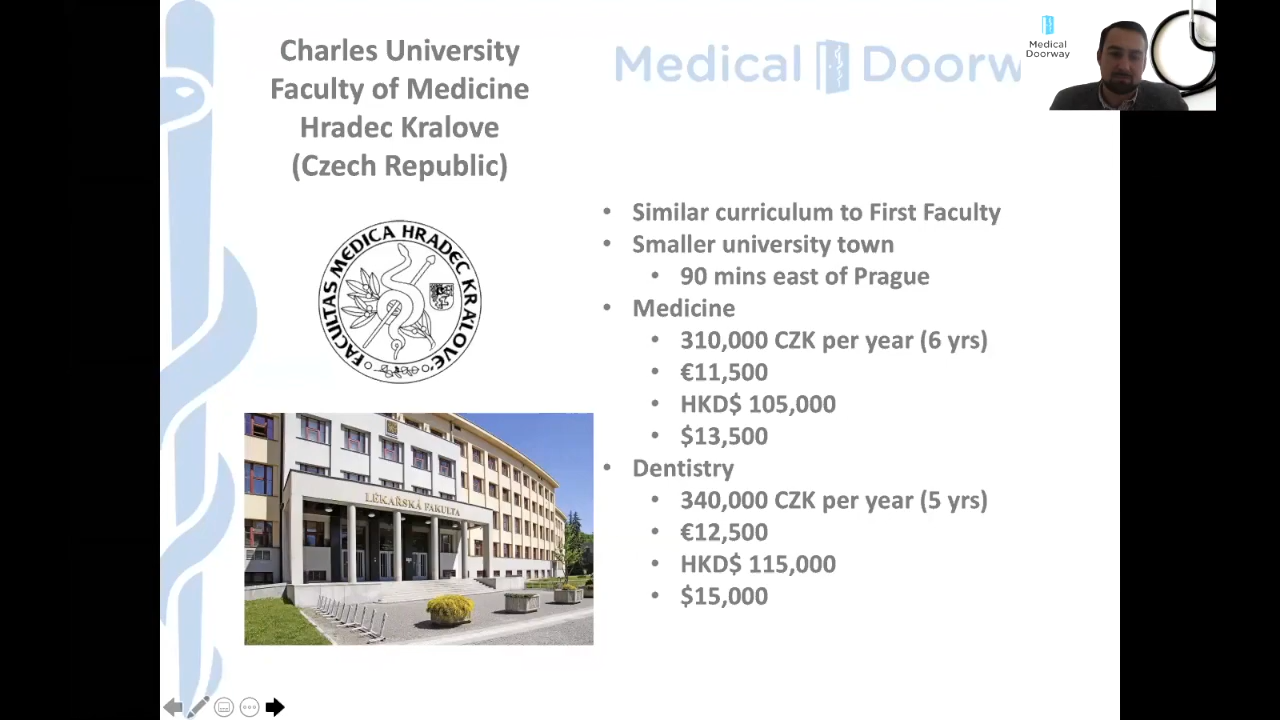 Charles University
Faculty of Medicine
Hradec Kralove
(Czech Republic)
Medical Doorw
Medical
Doorway
FACULTAS MEDICA HRADEC KRALOVE
LÉKAŘSKÁ FAKULTA
• Similar curriculum to First Faculty
• Smaller university town
• 90 mins east of Prague
• Medicine
• 310,000 CZK per year (6 yrs)
• €11,500
• HKD$ 105,000
• $13,500
• Dentistry
• 340,000 CZK per year (5 yrs)
• €12,500
• HKD$ 115,000
• $15,000